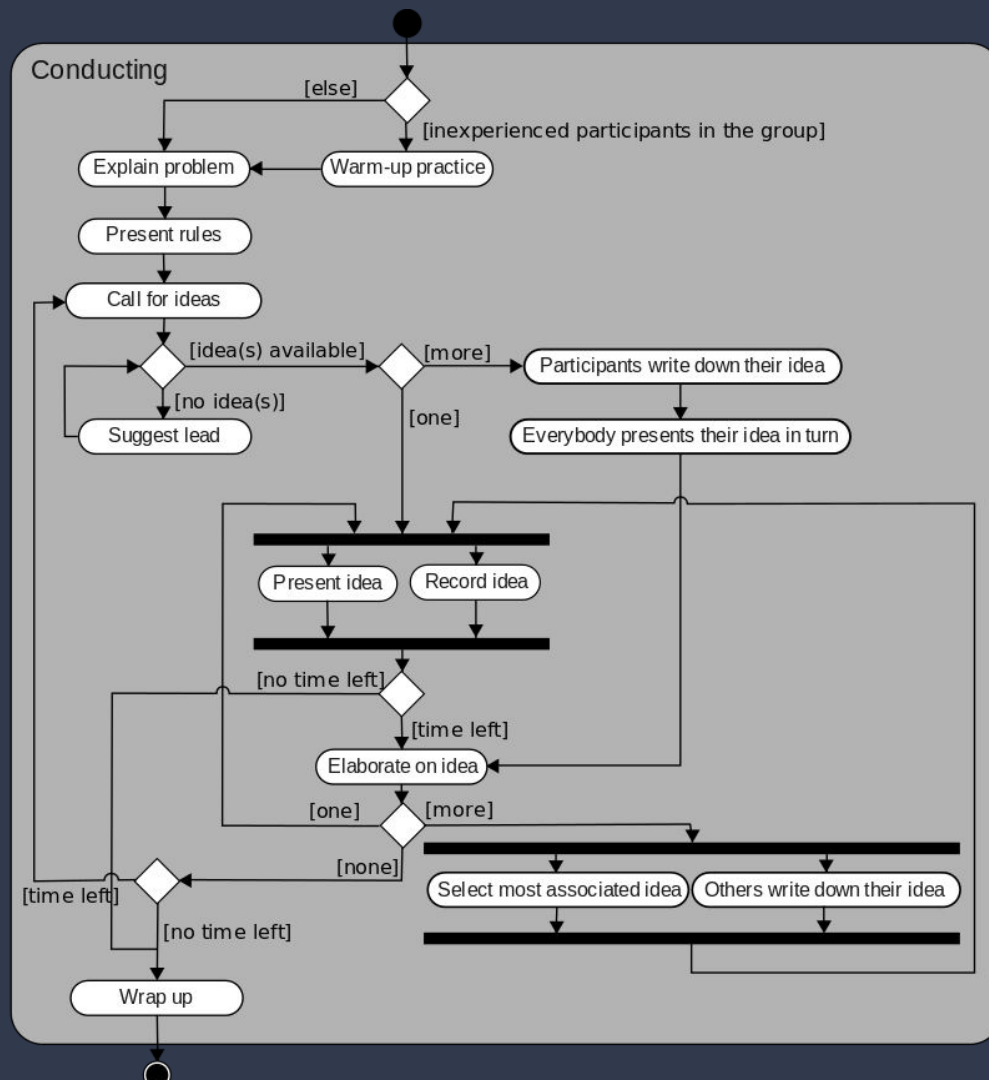 Conducting
[else]
[inexperienced participants in the group]
Explain problem
Warm-up practice
Present rules
Call for ideas
[idea(s) available]
[more]
Participants write down their idea
[no idea(s)]
[one]
Suggest lead
Everybody presents their idea in turn
Present idea
Record idea
[no time left]
[time left]
Elaborate on idea
[one]
[more]
[none]
[time left]
Select most associated idea
Others write down their idea
[no time left]
Wrap up